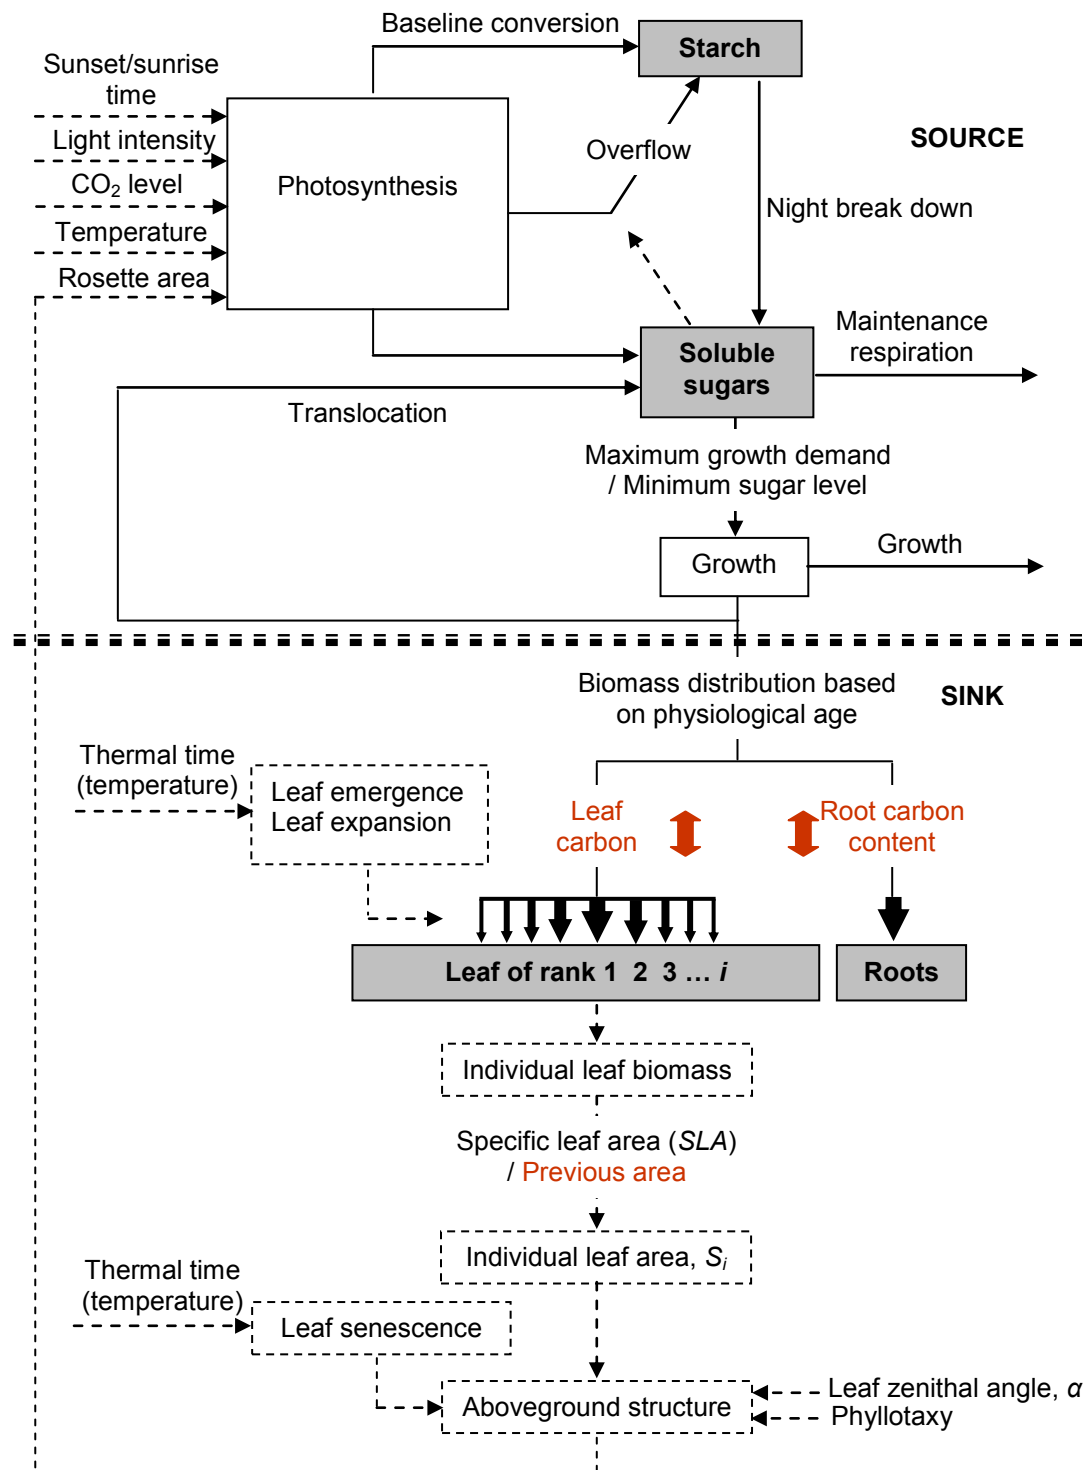 Baseline conversion
Starch
Sunset/sunrise
time
Light intensity
CO₂ level
Temperature
Rosette area
Photosynthesis
Overflow
SOURCE
Night break down
Soluble
sugars
Maintenance
respiration
Translocation
Maximum growth demand
/ Minimum sugar level
Growth
Growth
Biomass distribution based
on physiological age
SINK
Thermal time
(temperature)
Leaf emergence
Leaf expansion
Leaf
carbon
Root carbon
content
Leaf of rank 1 2 3 … i
Roots
Individual leaf biomass
Specific leaf area (SLA)
/ Previous area
Individual leaf area, Sᵢ
Thermal time
(temperature)
Leaf senescence
Aboveground structure
Leaf zenithal angle, α
Phyllotaxy